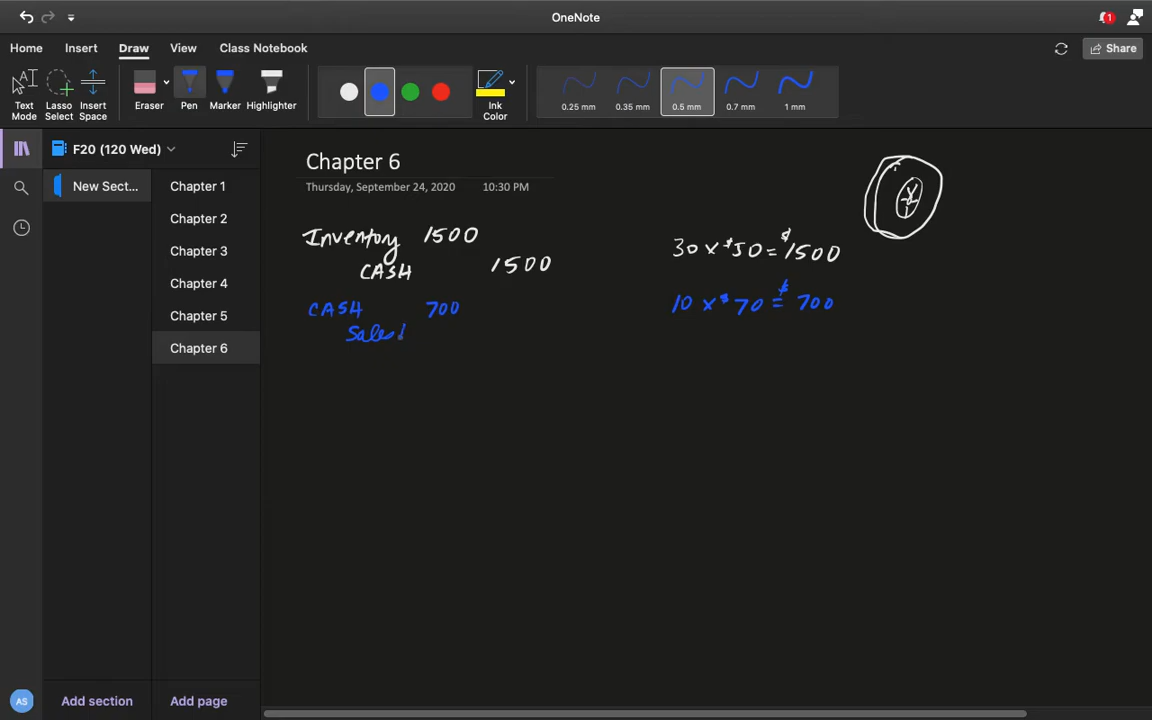 OneNote
1
Home Insert Draw View Class Notebook
Share
Text Mode
Lasso Select
Insert Space
Eraser
Pen
Marker
Highlighter
Ink Color
0.25 mm
0.35 mm
0.5 mm
0.7 mm
1 mm
F20 (120 Wed)
New Sect...
Chapter 1
Chapter 2
Chapter 3
Chapter 4
Chapter 5
Chapter 6
Chapter 6
Thursday, September 24, 2020 10:30 PM
Inventory 1500
CASH 1500
30 x $50 = $1500
CASH 700
Sales
10 x $70 = $700
AS
Add section
Add page